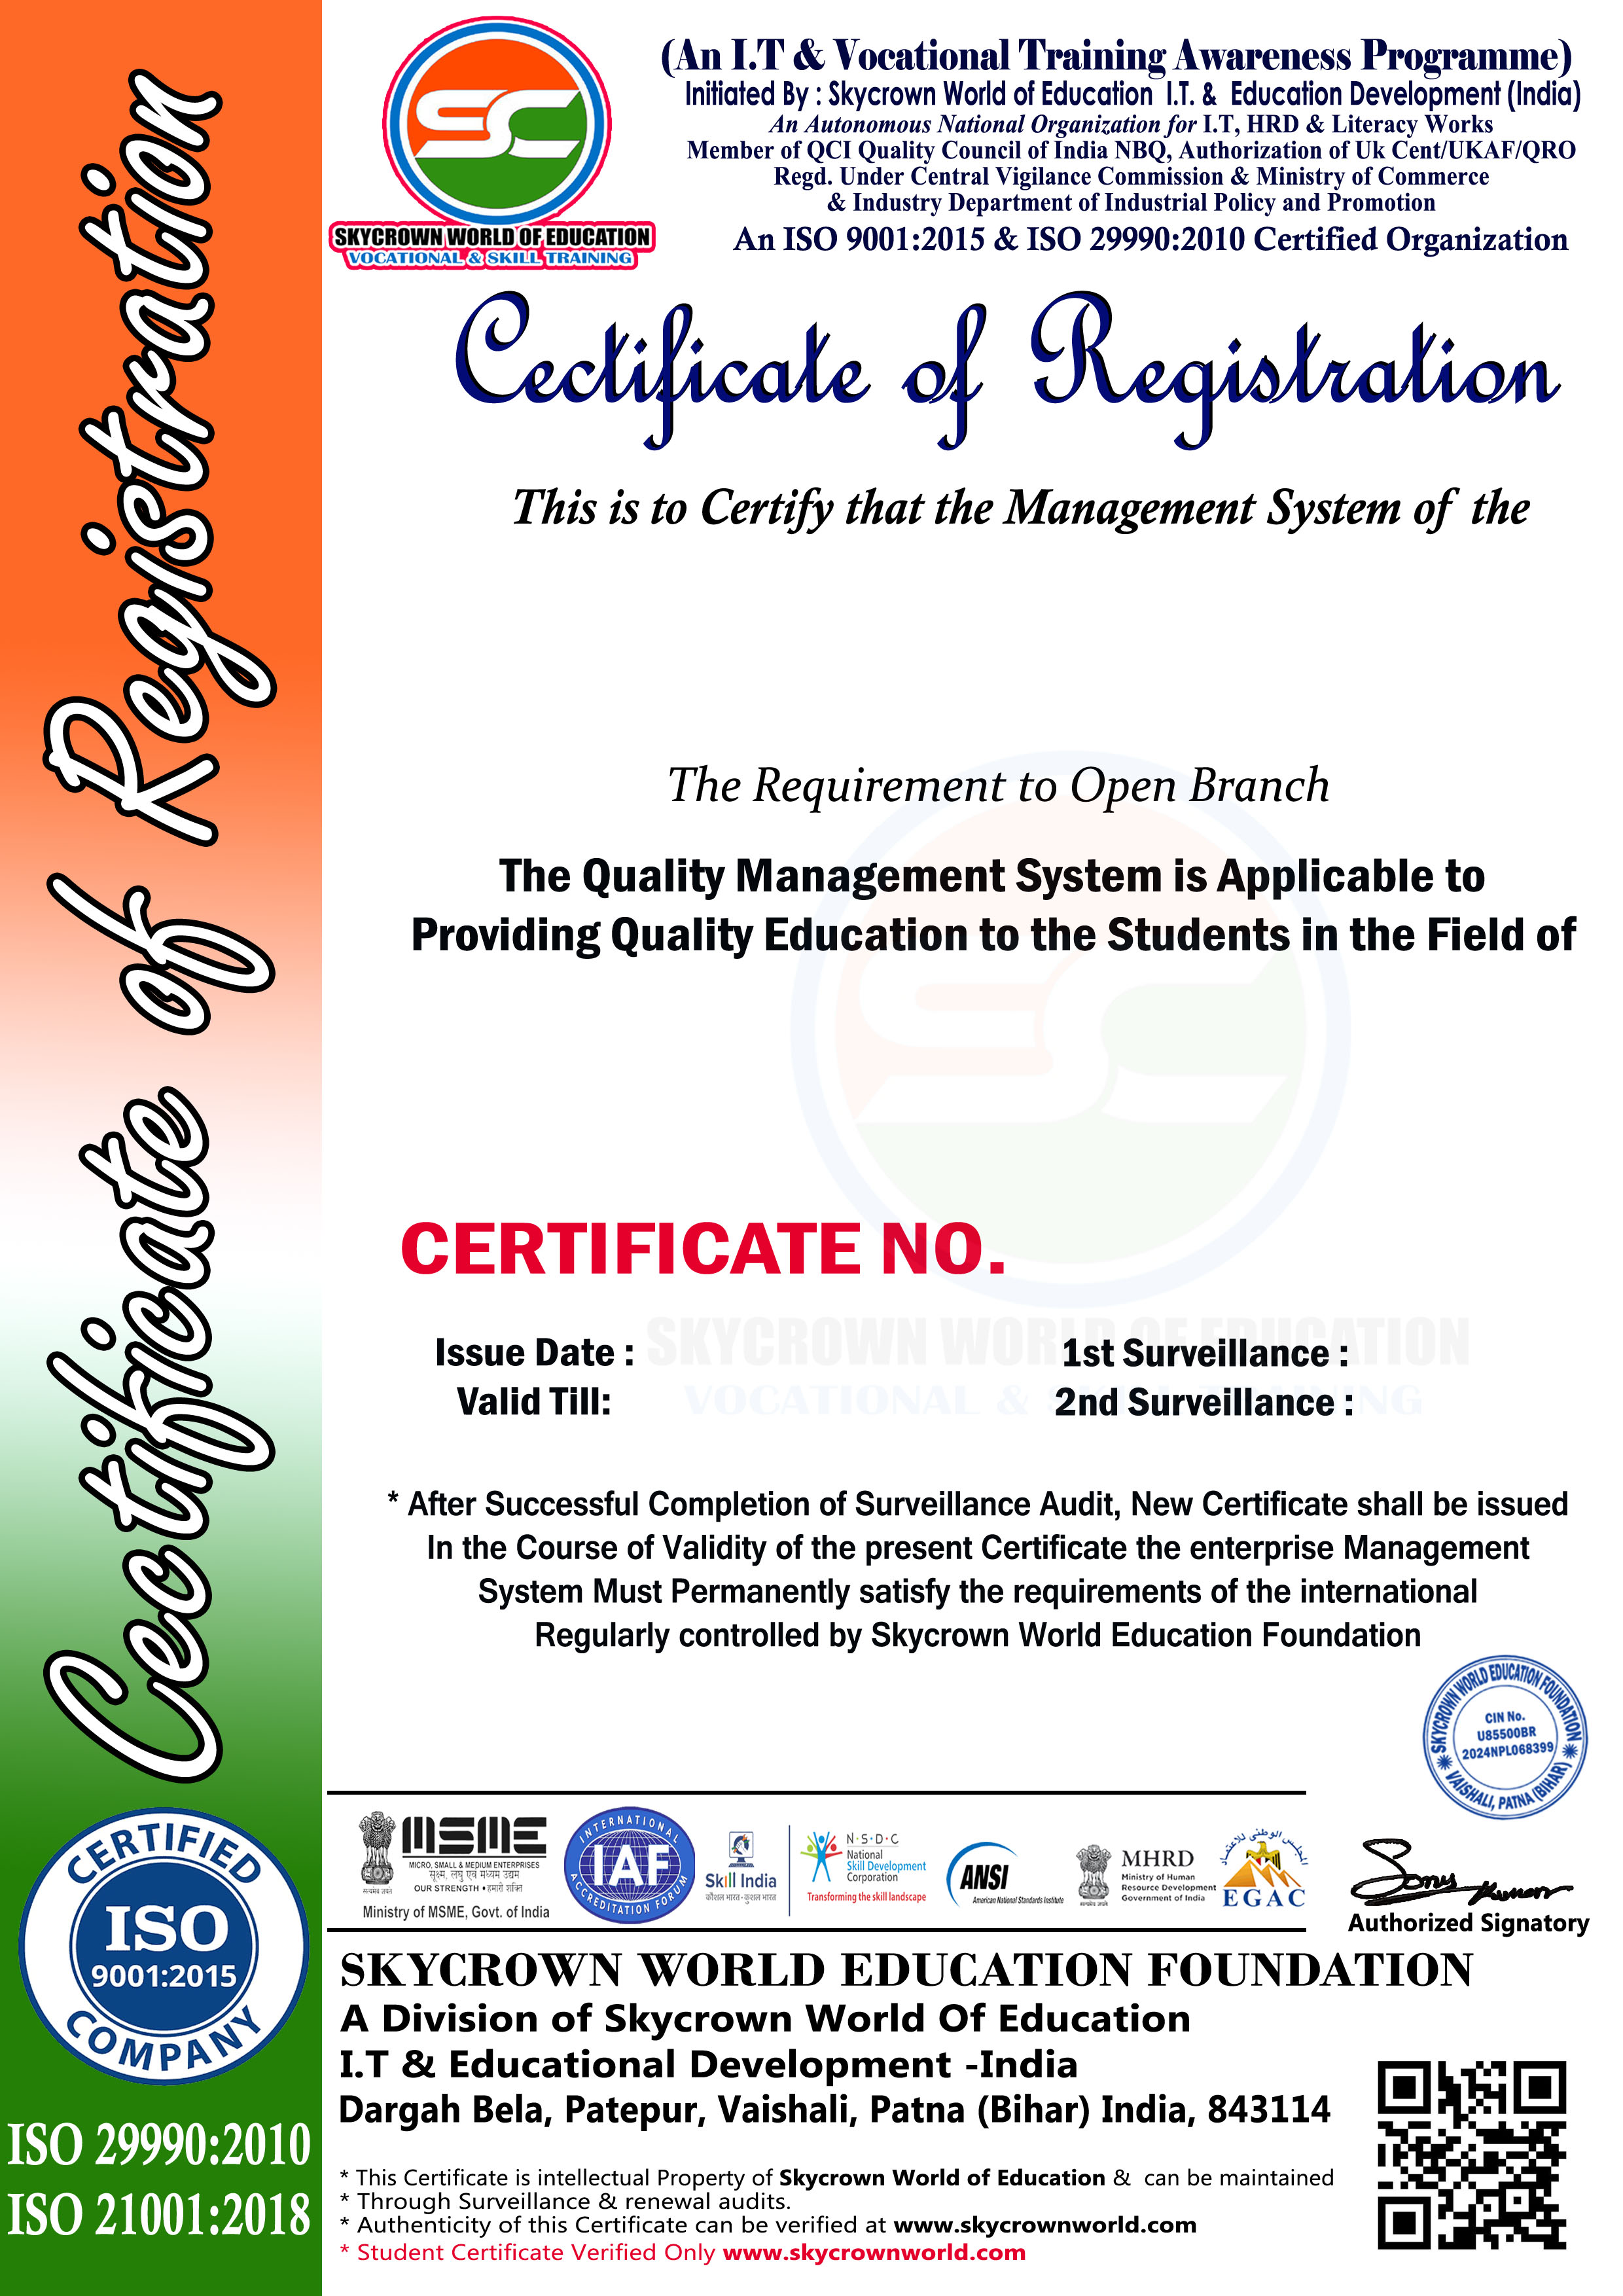 Cectificate of Registration
SC
SKYCROWN WORLD OF EDUCATION
VOCATIONAL & SKILL TRAINING
(An I.T & Vocational Training Awareness Programme)
Initiated By : Skycrown World of Education I.T. & Education Development (India)
An Autonomous National Organization for I.T, HRD & Literacy Works
Member of QCI Quality Council of India NBQ, Authorization of Uk Cent/UKAF/QRO
Regd. Under Central Vigilance Commission & Ministry of Commerce
& Industry Department of Industrial Policy and Promotion
An ISO 9001:2015 & ISO 29990:2010 Certified Organization
Cectificate of Registration
This is to Certify that the Management System of the
The Requirement to Open Branch
The Quality Management System is Applicable to
Providing Quality Education to the Students in the Field of
SC
SKYCROWN WORLD OF EDUCATION
VOCATIONAL & SKILL TRAINING
CERTIFICATE NO.
Issue Date :
1st Surveillance :
Valid Till:
2nd Surveillance :
* After Successful Completion of Surveillance Audit, New Certificate shall be issued
In the Course of Validity of the present Certificate the enterprise Management
System Must Permanently satisfy the requirements of the international
Regularly controlled by Skycrown World Education Foundation
SKYCROWN WORLD EDUCATION FOUNDATION
CIN No.
U85500BR
2024NPL068399
VAISHALI, PATNA (BIHAR)
सत्यमेव जयते
MSME
MICRO, SMALL & MEDIUM ENTERPRISES
सूक्ष्म, लघु एवं मध्यम उद्यम
OUR STRENGTH • हमारी शक्ति
Ministry of MSME, Govt. of India
INTERNATIONAL
IAF
ACCREDITATION FORUM
Skill India
कौशल भारत-कुशल भारत
N·S·D·C
National
Skill Development
Corporation
Transforming the skill landscape
ANSI
American National Standards Institute
सत्यमेव जयते
MHRD
Ministry of Human
Resource Development
Government of India
المجلس الوطنى للاعتماد
EGAC
Sonu Kumar
Authorized Signatory
CERTIFIED
ISO
9001:2015
COMPANY
ISO 29990:2010
ISO 21001:2018
SKYCROWN WORLD EDUCATION FOUNDATION
A Division of Skycrown World Of Education
I.T & Educational Development -India
Dargah Bela, Patepur, Vaishali, Patna (Bihar) India, 843114
* This Certificate is intellectual Property of Skycrown World of Education & can be maintained
* Through Surveillance & renewal audits.
* Authenticity of this Certificate can be verified at www.skycrownworld.com
* Student Certificate Verified Only www.skycrownworld.com